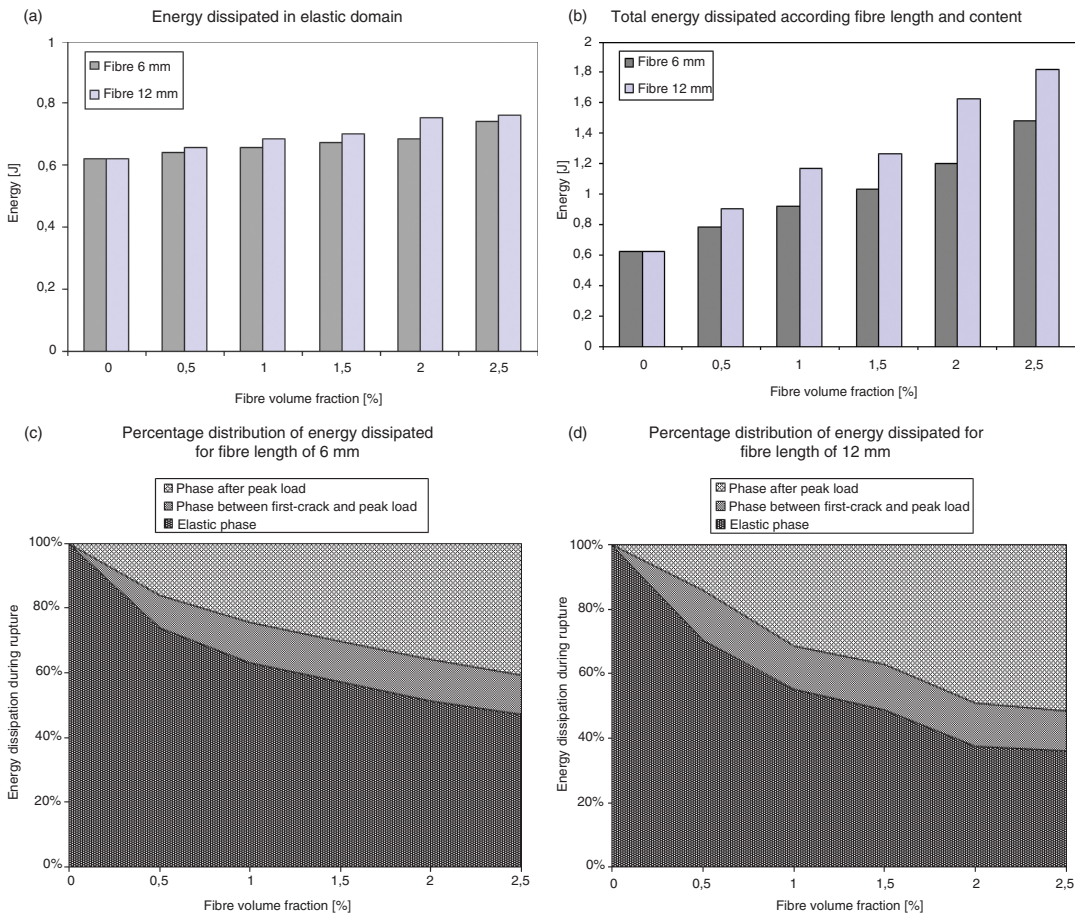 (a)
Energy dissipated in elastic domain
1
0,8
0,6
0,4
0,2
0
Energy [J]
Fibre 6 mm
Fibre 12 mm
0 0,5 1 1,5 2 2,5
Fibre volume fraction [%]
(b)
Total energy dissipated according fibre length and content
2
1,8
1,6
1,4
1,2
1
0,8
0,6
0,4
0,2
0
Energy [J]
Fibre 6 mm
Fibre 12 mm
0 0,5 1 1,5 2 2,5
Fibre volume fraction [%]
(c)
Percentage distribution of energy dissipated
for fibre length of 6 mm
Phase after peak load
Phase between first-crack and peak load
Elastic phase
100%
80%
60%
40%
20%
0%
Energy dissipation during rupture
0 0,5 1 1,5 2 2,5
Fibre volume fraction [%]
(d)
Percentage distribution of energy dissipated for
fibre length of 12 mm
Phase after peak load
Phase between first-crack and peak load
Elastic phase
100%
80%
60%
40%
20%
0%
Energy dissipation during rupture
0 0,5 1 1,5 2 2,5
Fibre volume fraction [%]